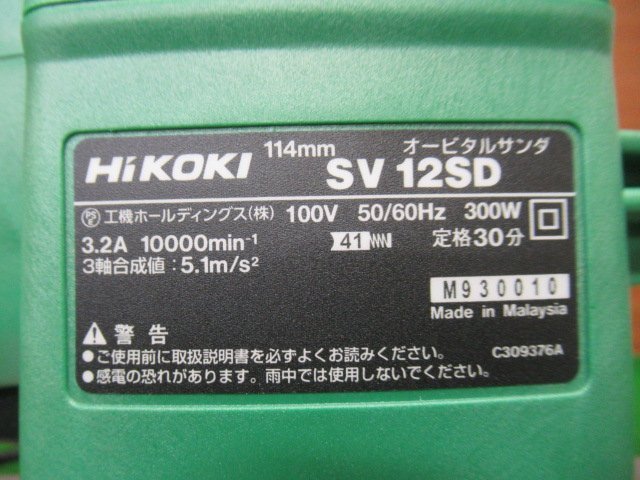 HiKOKI 114mm オービタルサンダ
SV 12SD
PSE 工機ホールディングス(株) 100V 50/60Hz 300W
3.2A 10000min⁻¹ 41 定格30分
3軸合成値:5.1m/s²
M930010
Made in Malaysia
警告
●ご使用前に取扱説明書を必ずよくお読みください。
●感電の恐れがあります。雨中では使用しないでください。
C309376A